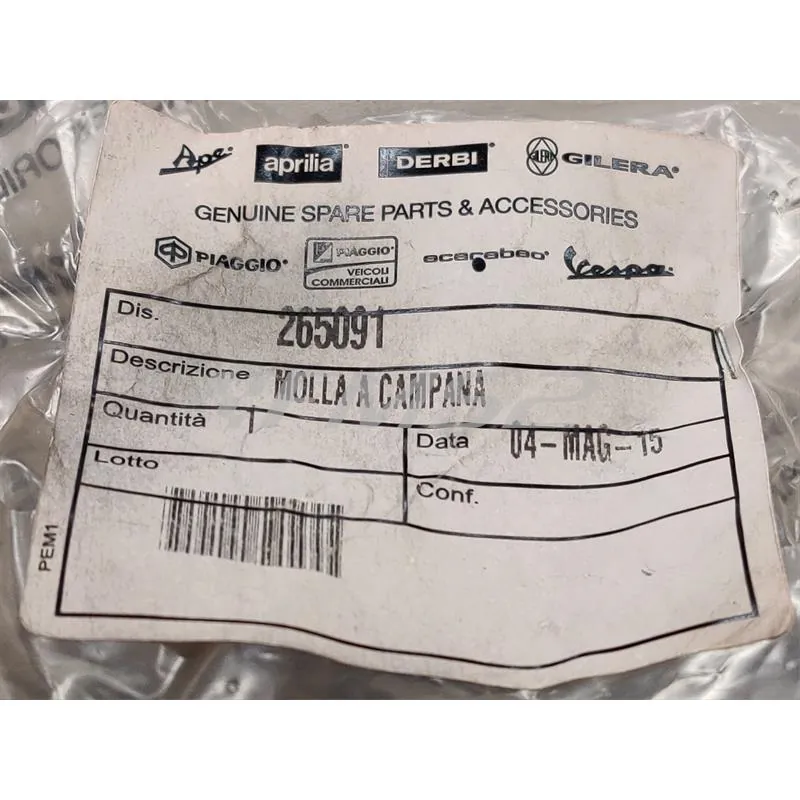 Ape®
aprilia®
DERBI®
GILERA®
GENUINE SPARE PARTS & ACCESSORIES
PIAGGIO®
PIAGGIO®
VEICOLI
COMMERCIALI
scarabeo®
Vespa®
Dis. 265091
Descrizione MOLLA A CAMPANA
Quantità 1
Data 04-MAG-15
Lotto
Conf.
PEM1